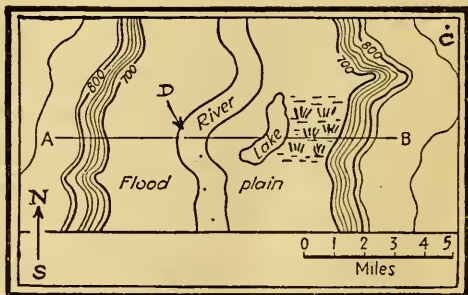 C
800
700
800
700
D
River
A
Lake
B
Flood plain
N
S
0 1 2 3 4 5
Miles